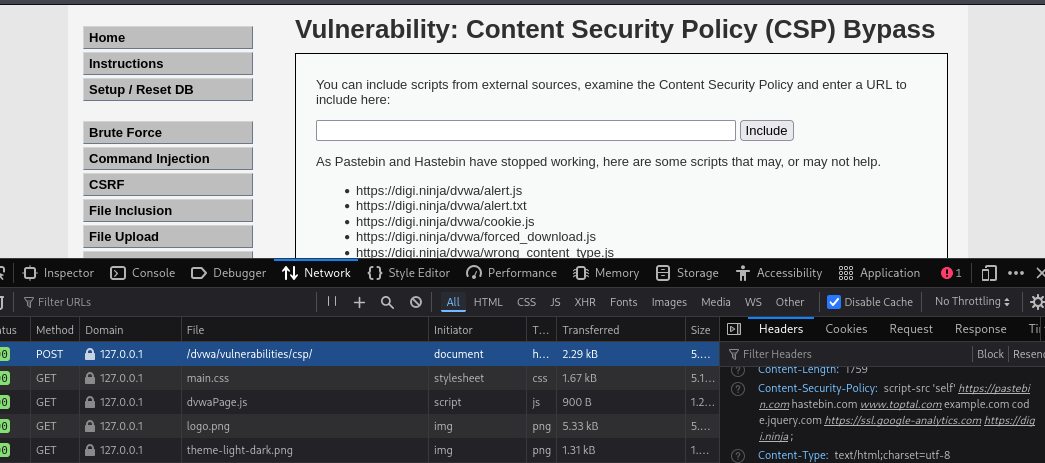 Vulnerability: Content Security Policy (CSP) Bypass
Home
Instructions
Setup / Reset DB
Brute Force
Command Injection
CSRF
File Inclusion
File Upload
You can include scripts from external sources, examine the Content Security Policy and enter a URL to
include here:
Include
As Pastebin and Hastebin have stopped working, here are some scripts that may, or may not help.
• https://digi.ninja/dvwa/alert.js
• https://digi.ninja/dvwa/alert.txt
• https://digi.ninja/dvwa/cookie.js
• https://digi.ninja/dvwa/forced_download.js
• https://digi.ninja/dvwa/wrong_content_type.js
Inspector Console Debugger Network Style Editor Performance Memory Storage Accessibility Application 1
Filter URLs All HTML CSS JS XHR Fonts Images Media WS Other Disable Cache No Throttling
atus Method Domain File Initiator T... Transferred Size
00 POST 127.0.0.1 /dvwa/vulnerabilities/csp/ document h... 2.29 kB 5....
00 GET 127.0.0.1 main.css stylesheet css 1.67 kB 5.1...
00 GET 127.0.0.1 dvwaPage.js script js 900 B 1.2...
00 GET 127.0.0.1 logo.png img png 5.33 kB 5....
00 GET 127.0.0.1 theme-light-dark.png img png 1.31 kB 1....
Headers Cookies Request Response Ti
Filter Headers Block Resen
Content-Length: 1759
Content-Security-Policy: script-src 'self' https://pastebi
n.com hastebin.com www.toptal.com example.com cod
e.jquery.com https://ssl.google-analytics.com https://dig
i.ninja ;
Content-Type: text/html;charset=utf-8